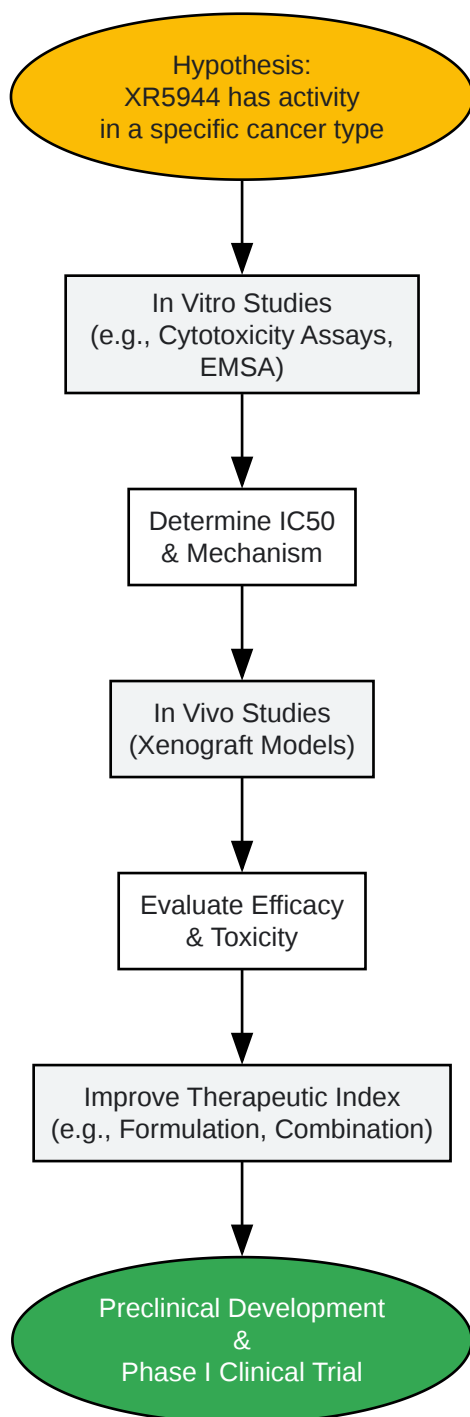 Hypothesis:
XR5944 has activity
in a specific cancer type
In Vitro Studies
(e.g., Cytotoxicity Assays,
EMSA)
Determine IC50
& Mechanism
In Vivo Studies
(Xenograft Models)
Evaluate Efficacy
& Toxicity
Improve Therapeutic Index
(e.g., Formulation, Combination)
Preclinical Development
&
Phase I Clinical Trial